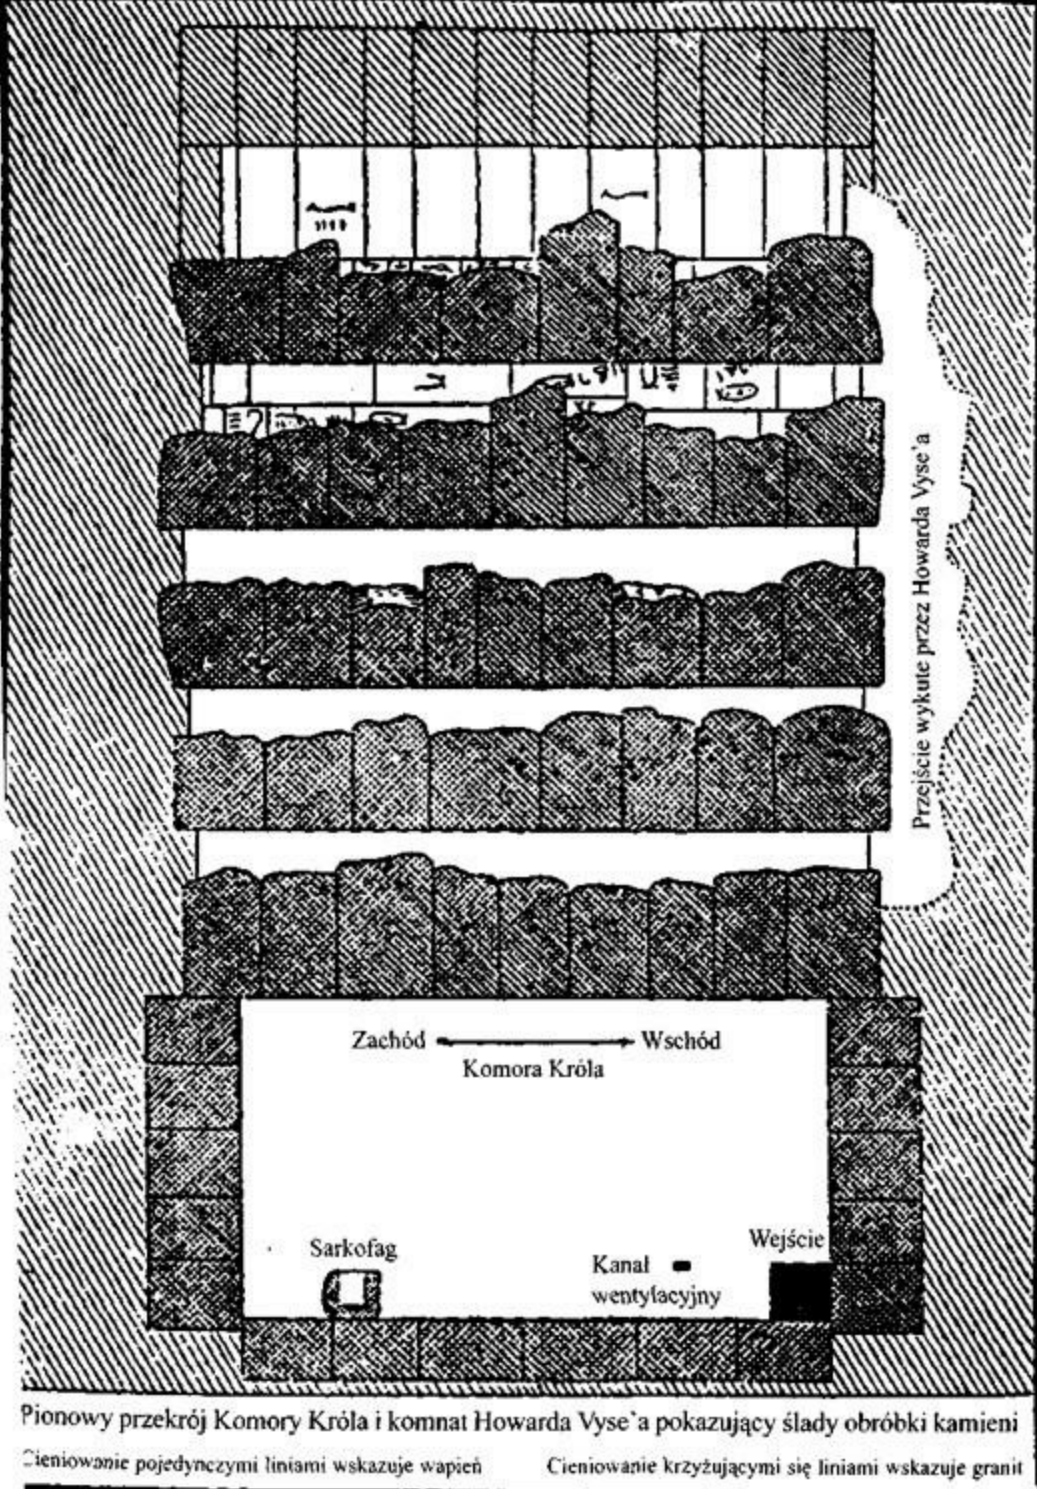 Przejście wykute przez Howarda Vyse'a
Zachód Wschód
Komora Króla
Sarkofag
Wejście
Kanał
wentylacyjny
Pionowy przekrój Komory Króla i komnat Howarda Vyse'a pokazujący ślady obróbki kamieni
Cieniowanie pojedynczymi liniami wskazuje wapień
Cieniowanie krzyżującymi się liniami wskazuje granit